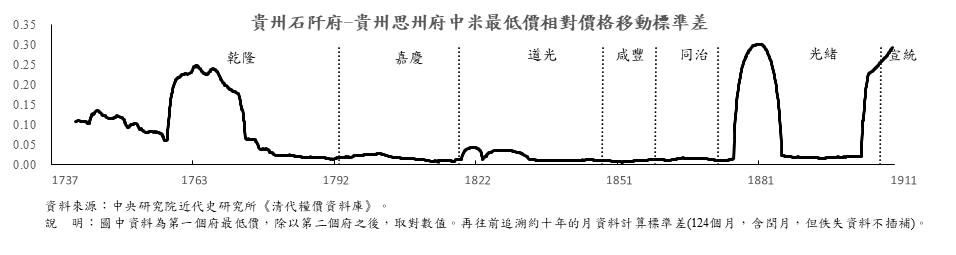 貴州石阡府-貴州思州府中米最低價相對價格移動標準差
0.35
0.30
0.25
0.20
0.15
0.10
0.05
0.00
乾隆 嘉慶 道光 咸豐 同治 光緒 宣統
1737 1763 1792 1822 1851 1881 1911
資料來源：中央研究院近代史研究所《清代糧價資料庫》。
說　明：圖中資料為第一個府最低價，除以第二個府之後，取對數值。再往前追溯約十年的月資料計算標準差(124個月，含閏月，但佚失資料不插補)。